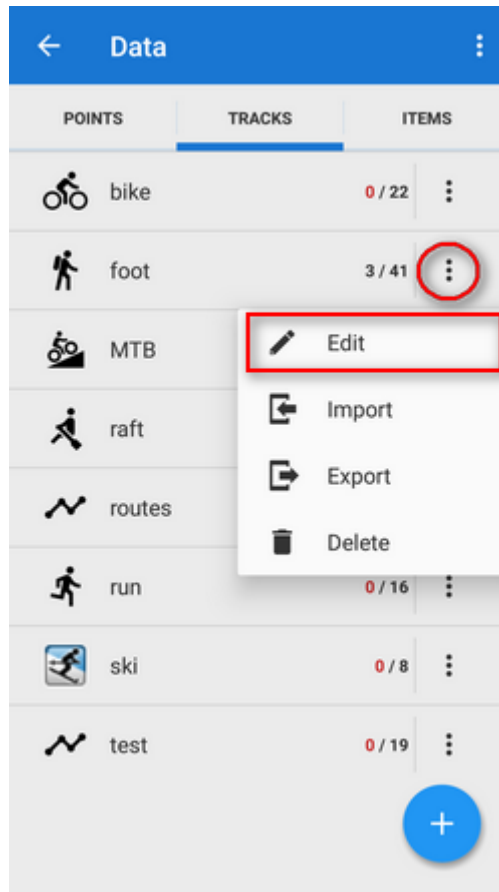 Data
POINTS TRACKS ITEMS
bike 0 / 22
foot 3 / 41
MTB Edit
Import
raft
Export
routes
Delete
run 0 / 16
ski 0 / 8
test 0 / 19